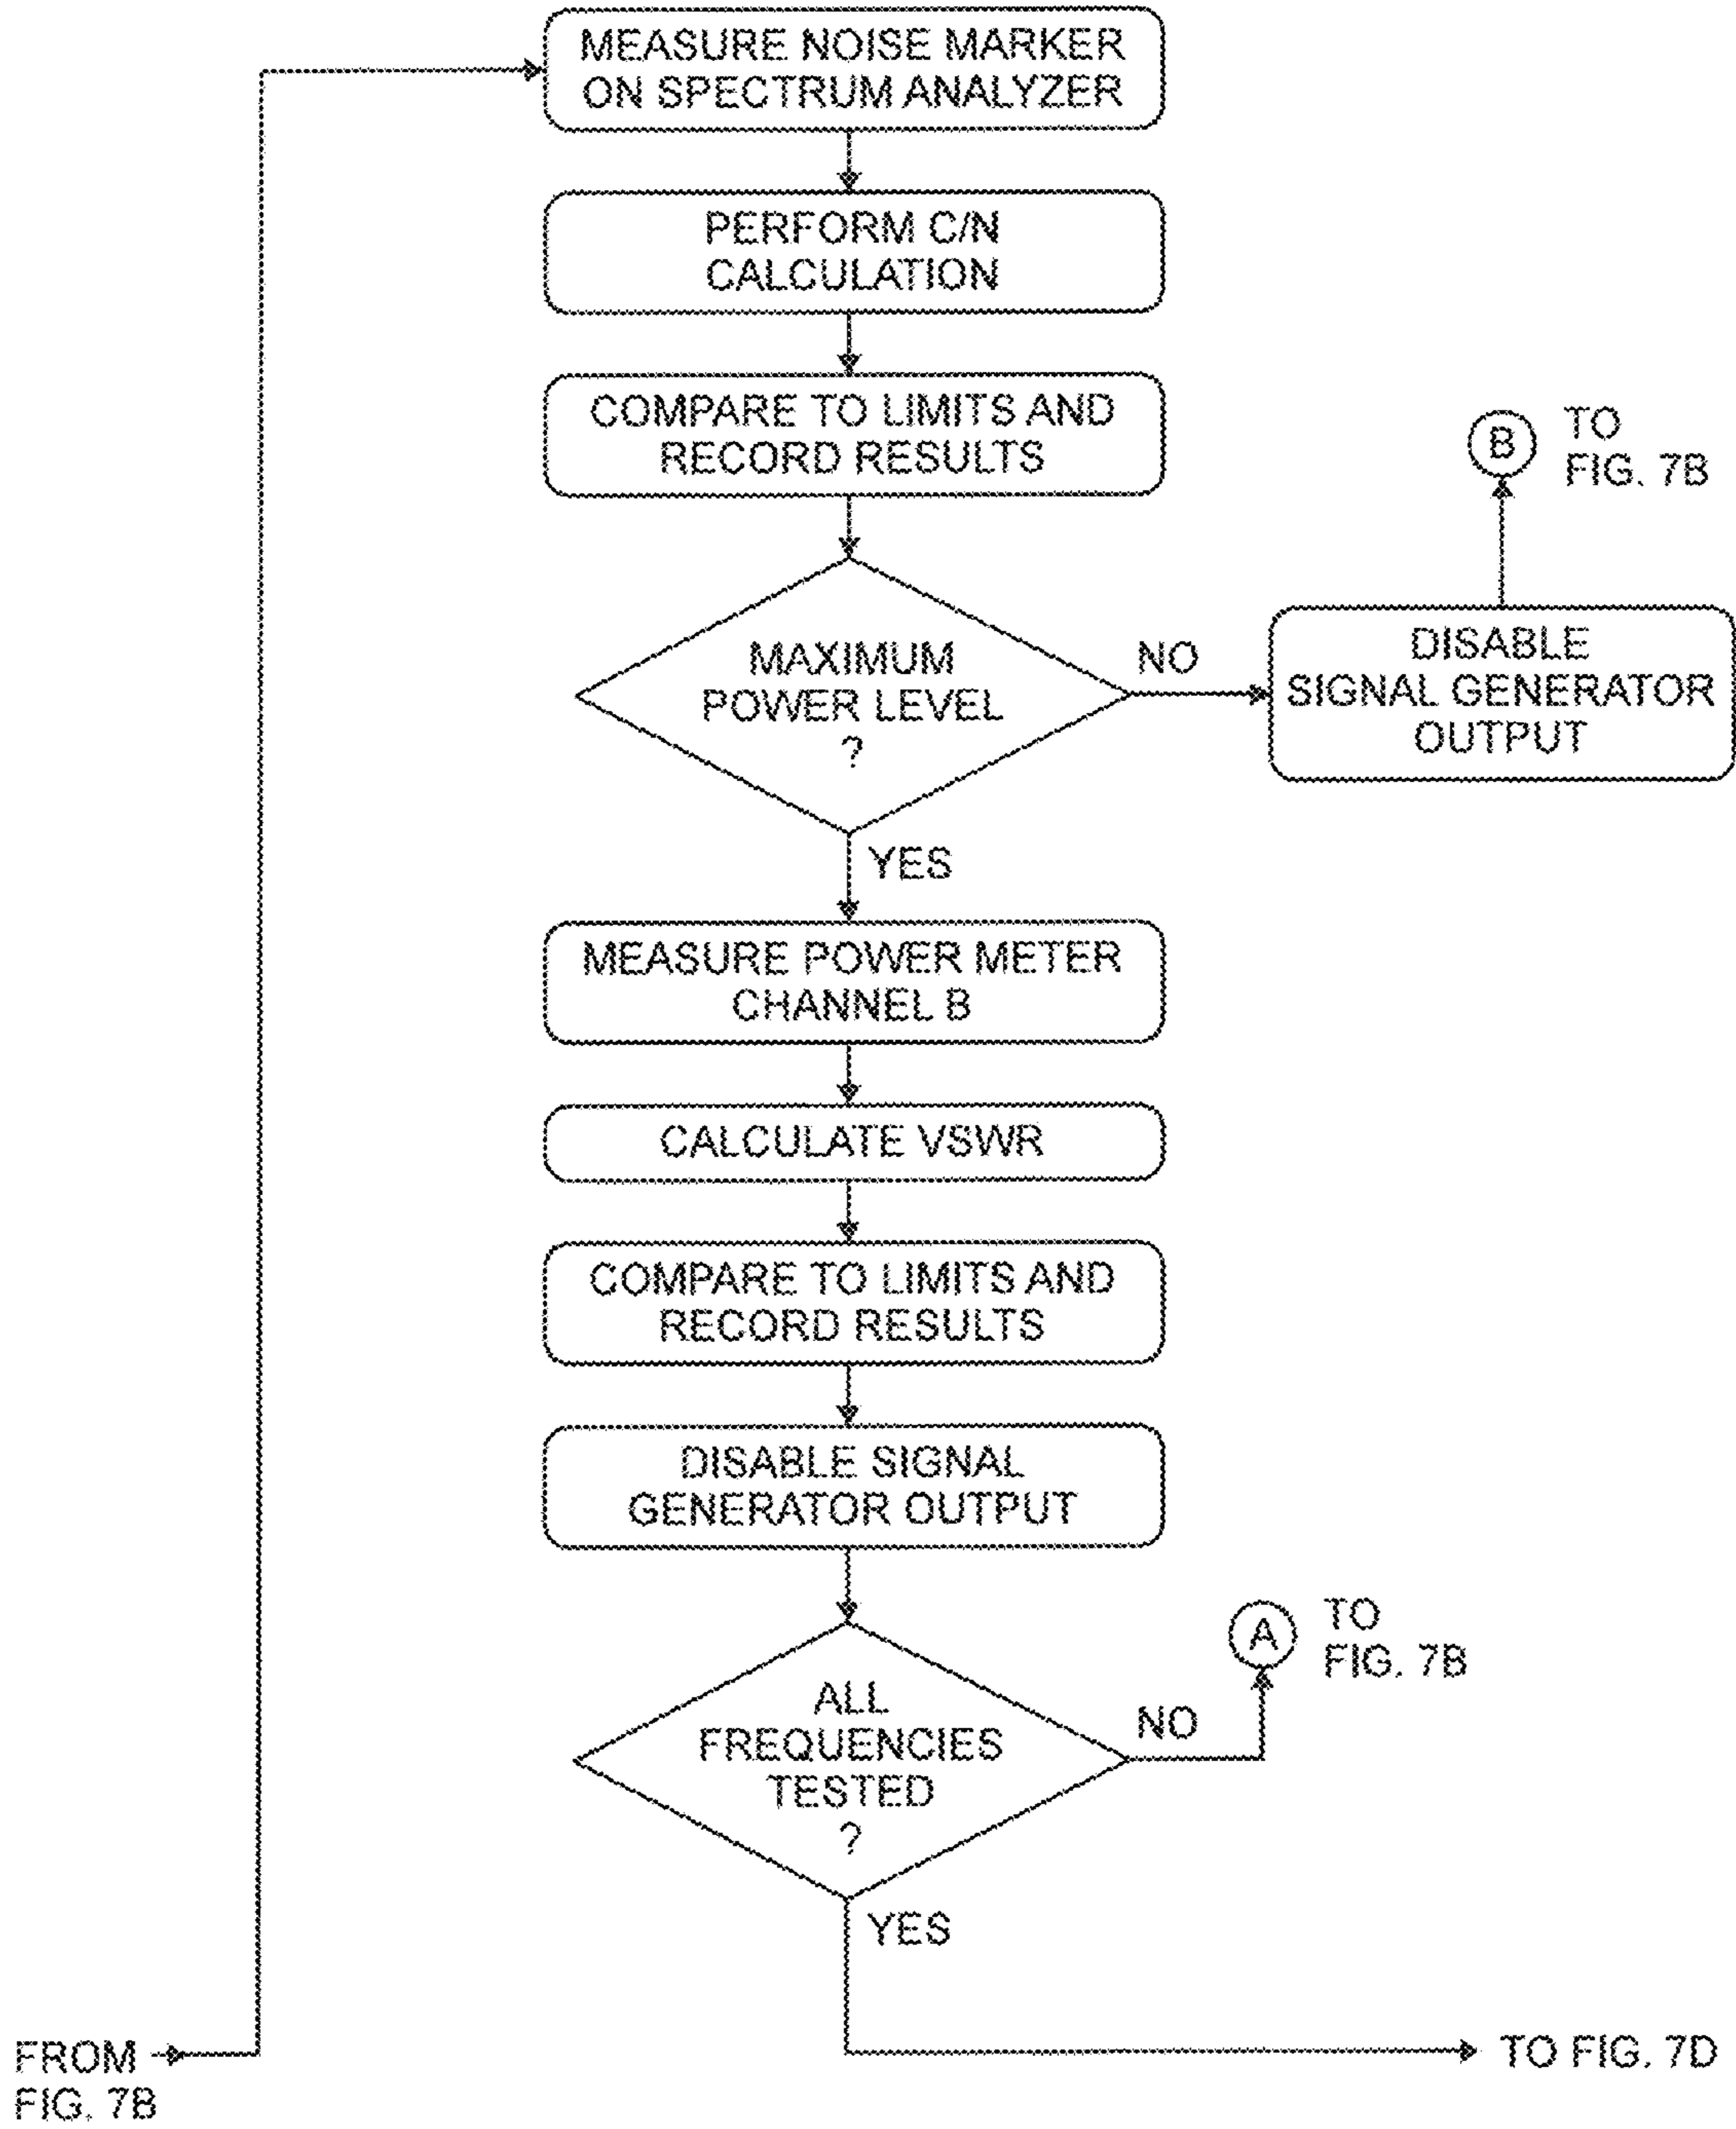 MEASURE NOISE MARKER
ON SPECTRUM ANALYZER
PERFORM C/N
CALCULATION
COMPARE TO LIMITS AND
RECORD RESULTS
B
TO
FIG. 7B
MAXIMUM
POWER LEVEL
?
NO
DISABLE
SIGNAL GENERATOR
OUTPUT
YES
MEASURE POWER METER
CHANNEL B
CALCULATE VSWR
COMPARE TO LIMITS AND
RECORD RESULTS
DISABLE SIGNAL
GENERATOR OUTPUT
A
TO
FIG. 7B
ALL
FREQUENCIES
TESTED
?
NO
YES
FROM
FIG. 7B
TO FIG. 7D